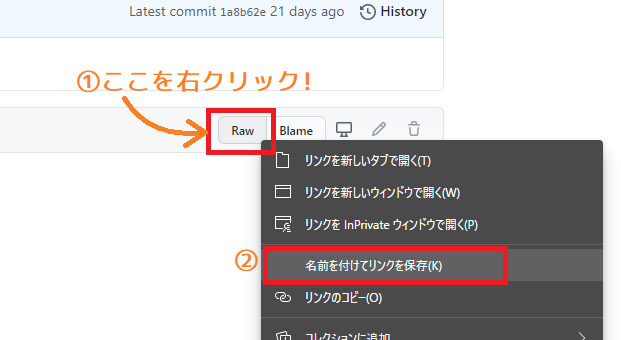 Latest commit 1a8b62e 21 days ago History
①ここを右クリック!
Raw Blame
リンクを新しいタブで開く(T)
リンクを新しいウィンドウで開く(W)
リンクを InPrivate ウィンドウで開く(P)
②
名前を付けてリンクを保存(K)
リンクのコピー(O)
コレクションに追加